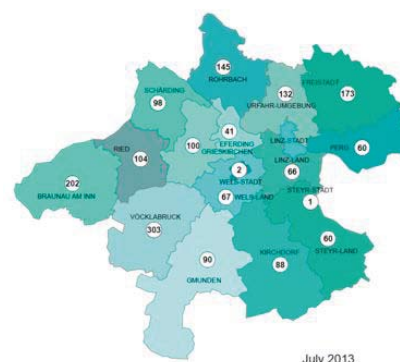 145
ROHRBACH
FREISTADT
173
SCHÄRDING
98
132
URFAHR-UMGEBUNG
41
EFERDING
LINZ-STADT
PERG
60
RIED
104
100
GRIESKIRCHEN
LINZ-LAND
66
2
WELS-STADT
STEYR-STADT
202
BRAUNAU AM INN
67
WELS-LAND
1
VÖCKLABRUCK
303
60
STEYR-LAND
90
GMUNDEN
KIRCHDORF
88
July 2013